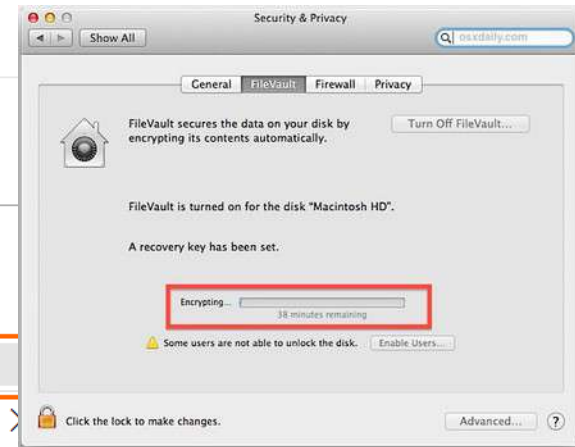 Security & Privacy
Show All
osxdaily.com
General FileVault Firewall Privacy
FileVault secures the data on your disk by
encrypting its contents automatically.
Turn Off FileVault...
FileVault is turned on for the disk "Macintosh HD".
A recovery key has been set.
Encrypting...
38 minutes remaining
Some users are not able to unlock the disk.
Enable Users...
Click the lock to make changes.
Advanced...
?